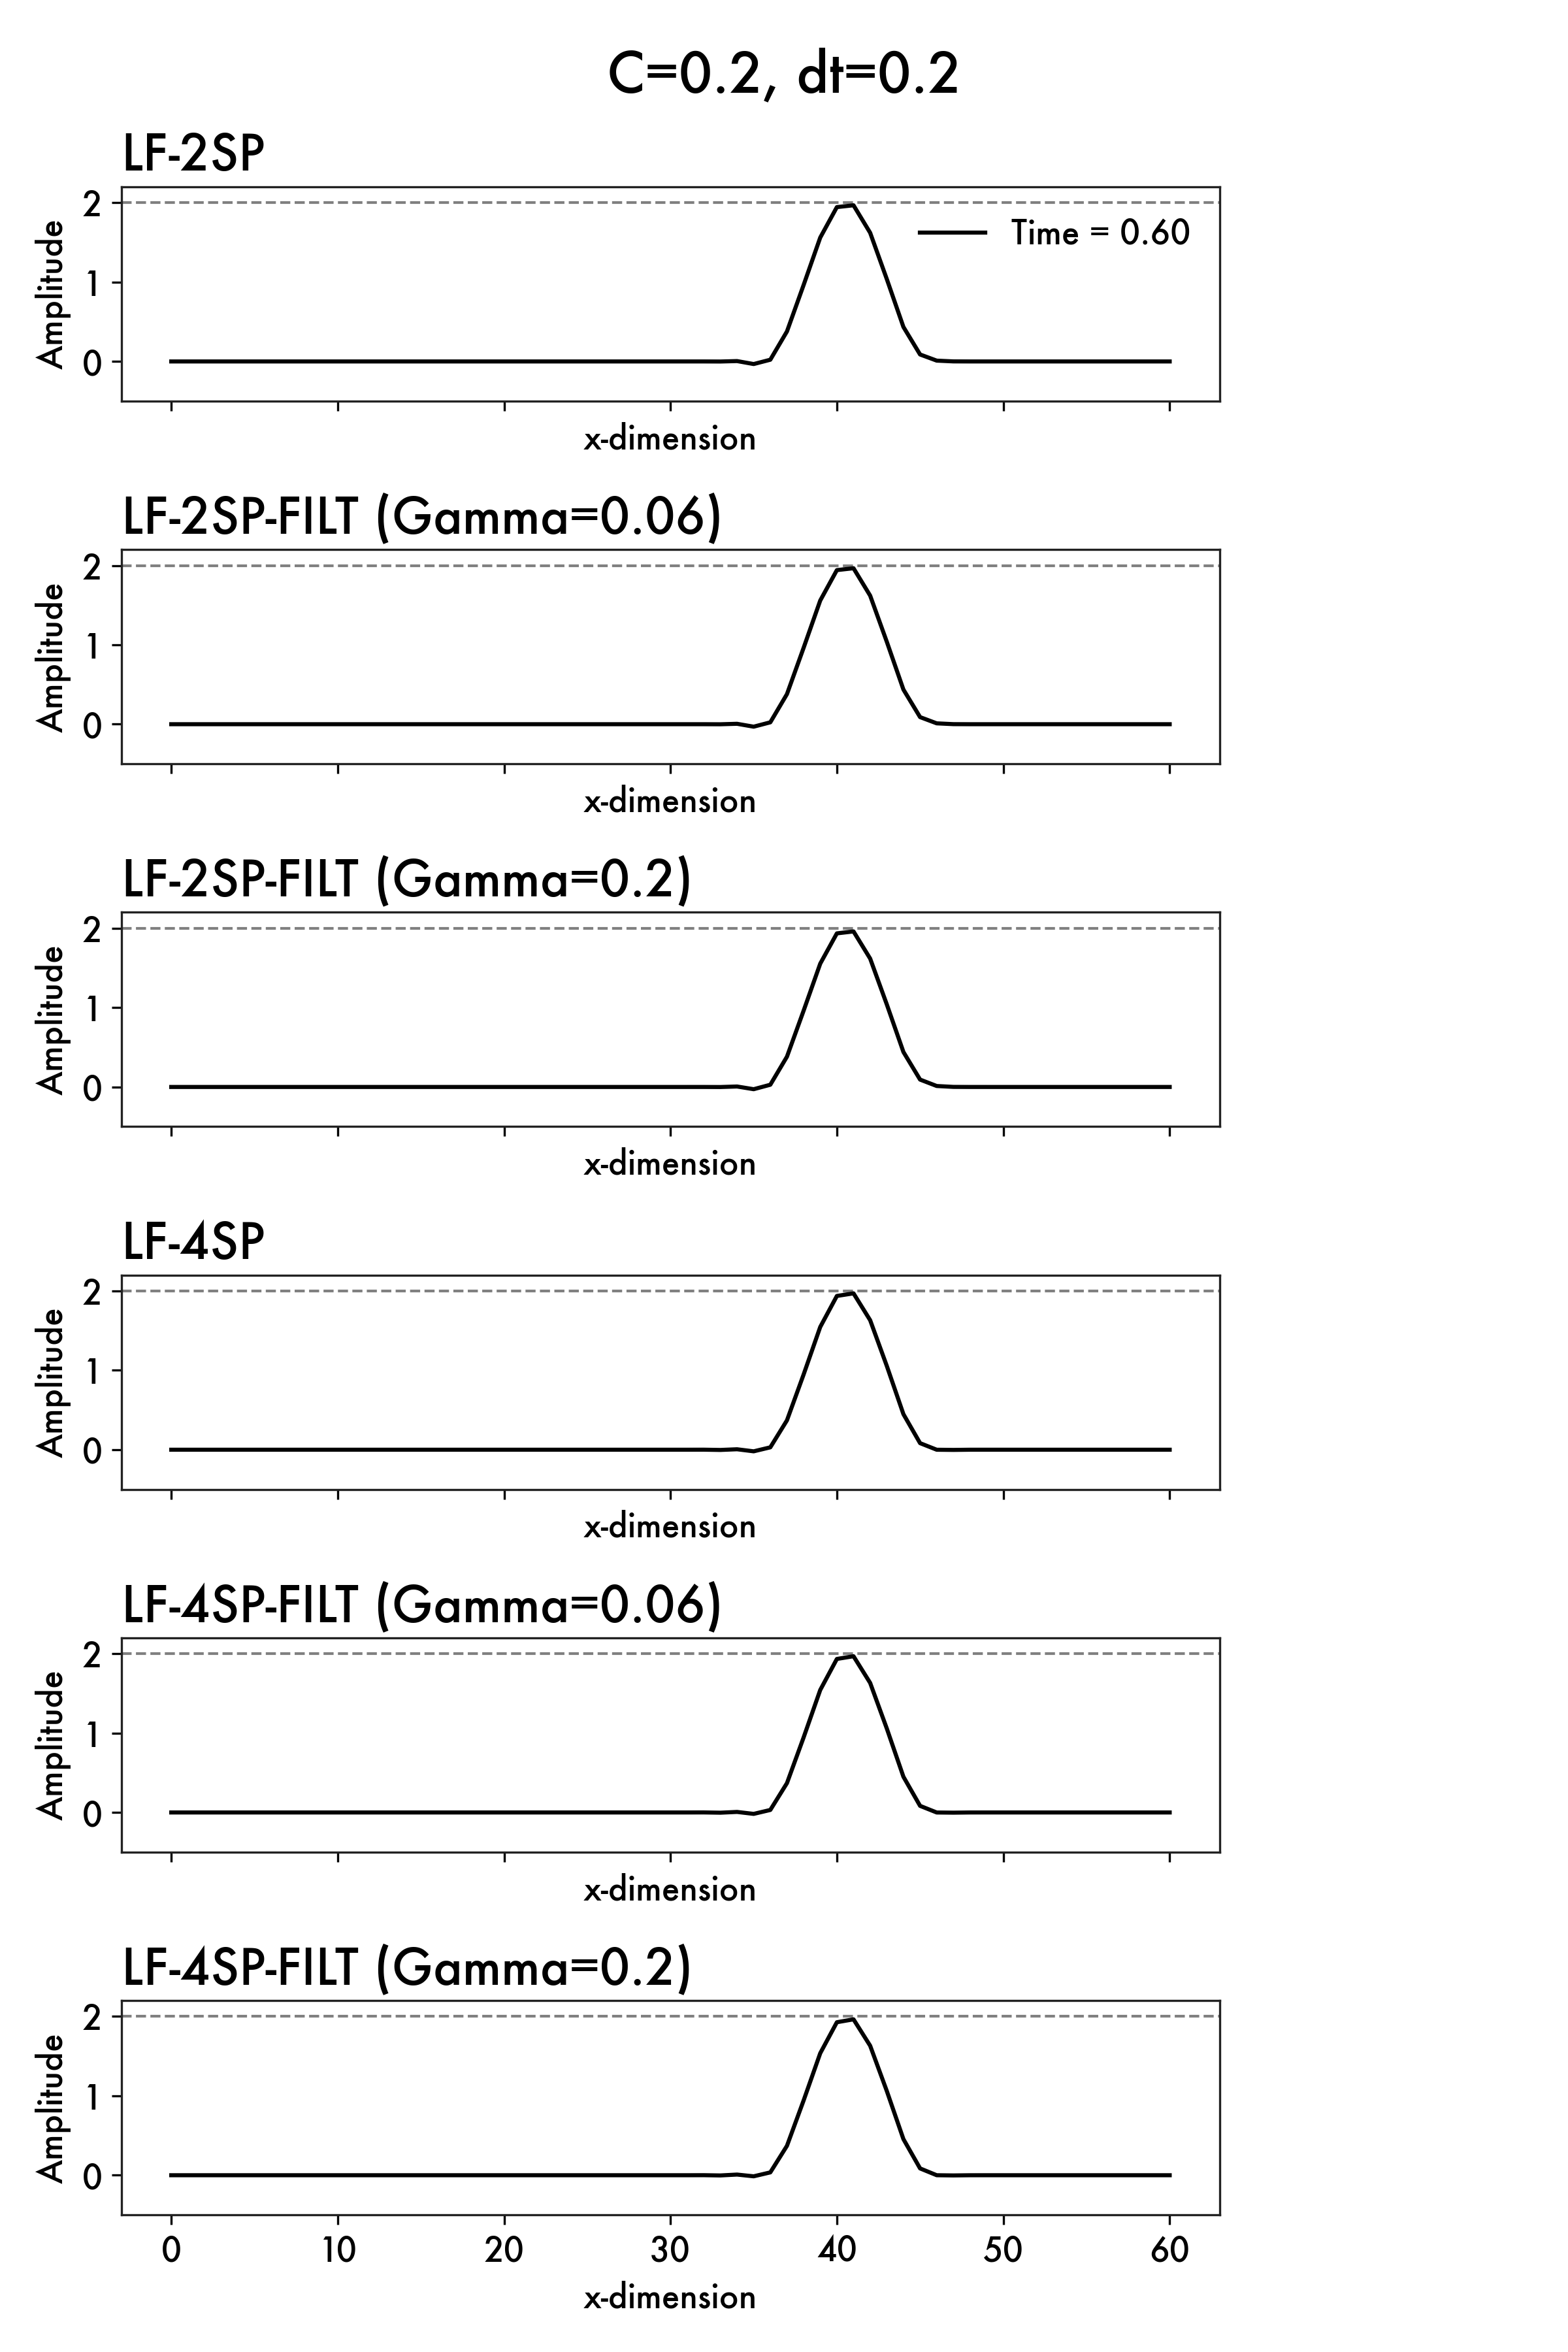 C=0.2, dt=0.2
LF-2SP
2
Time = 0.60
1
0
Amplitude
x-dimension
LF-2SP-FILT (Gamma=0.06)
2
1
0
Amplitude
x-dimension
LF-2SP-FILT (Gamma=0.2)
2
1
0
Amplitude
x-dimension
LF-4SP
2
1
0
Amplitude
x-dimension
LF-4SP-FILT (Gamma=0.06)
2
1
0
Amplitude
x-dimension
LF-4SP-FILT (Gamma=0.2)
2
1
0
Amplitude
0 10 20 30 40 50 60
x-dimension